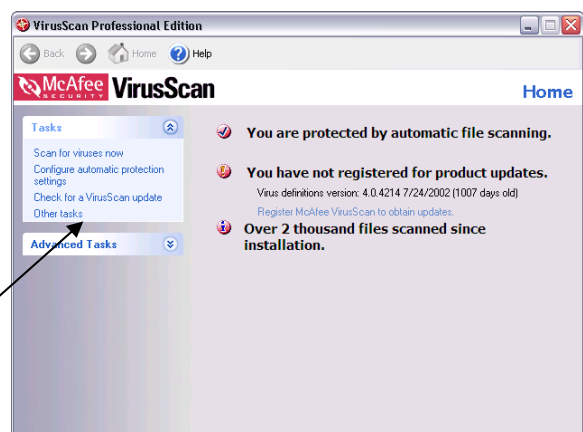 VirusScan Professional Edition
Back Home Help
McAfee SECURITY VirusScan
Home
Tasks
Scan for viruses now
Configure automatic protection
settings
Check for a VirusScan update
Other tasks
Advanced Tasks
You are protected by automatic file scanning.
You have not registered for product updates.
Virus definitions version: 4.0.4214 7/24/2002 (1007 days old)
Register McAfee VirusScan to obtain updates.
Over 2 thousand files scanned since
installation.